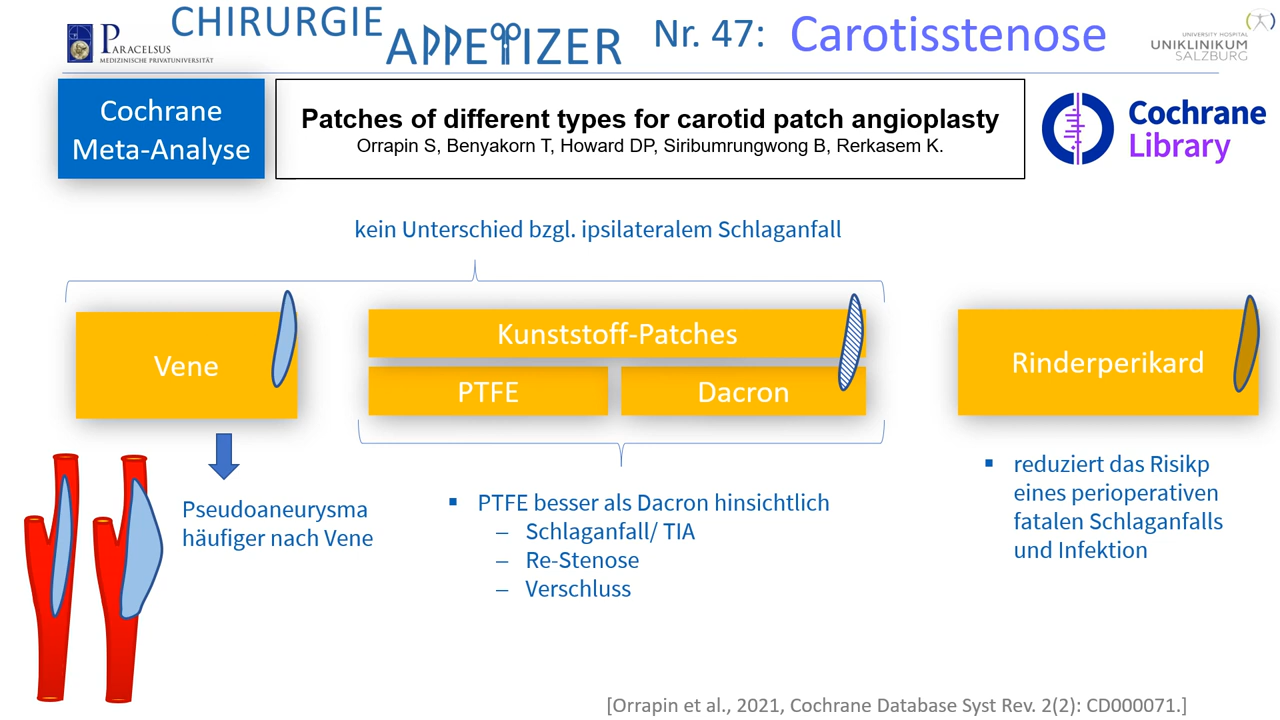 CHIRURGIE
APPETIZER
Nr. 47: Carotisstenose
PARACELSUS
MEDIZINISCHE PRIVATUNIVERSITÄT
UNIVERSITY HOSPITAL
UNIKLINIKUM
SALZBURG
Cochrane
Meta-Analyse
Patches of different types for carotid patch angioplasty
Orrapin S, Benyakorn T, Howard DP, Siribumrungwong B, Rerkasem K.
Cochrane
Library
kein Unterschied bzgl. ipsilateralem Schlaganfall
Vene
Kunststoff-Patches
PTFE
Dacron
Rinderperikard
Pseudoaneurysma
häufiger nach Vene
▪ PTFE besser als Dacron hinsichtlich
– Schlaganfall/ TIA
– Re-Stenose
– Verschluss
▪ reduziert das Risikp
eines perioperativen
fatalen Schlaganfalls
und Infektion
[Orrapin et al., 2021, Cochrane Database Syst Rev. 2(2): CD000071.]